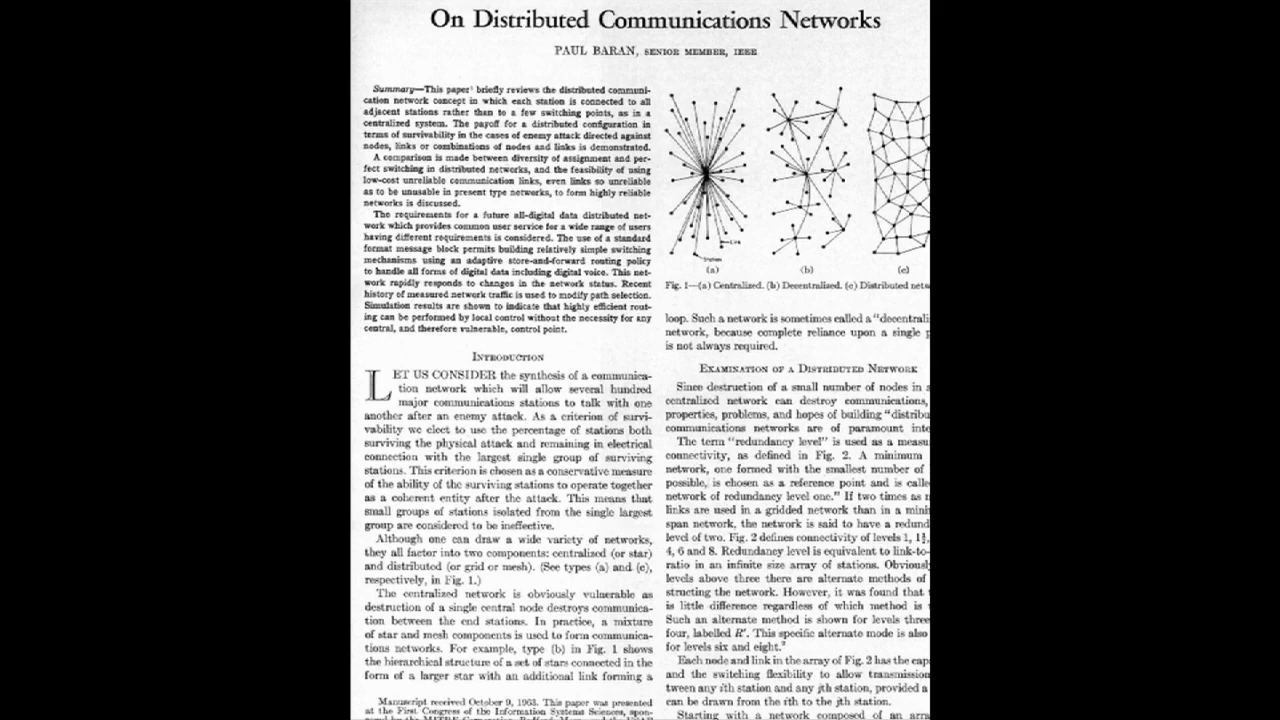 On Distributed Communications Networks
PAUL BARAN, SENIOR MEMBER, IEEE
Summary—This paper¹ briefly reviews the distributed communi-
cation network concept in which each station is connected to all
adjacent stations rather than to a few switching points, as in a
centralized system. The payoff for a distributed configuration in
terms of survivability in the cases of enemy attack directed against
nodes, links or combinations of nodes and links is demonstrated.
A comparison is made between diversity of assignment and per-
fect switching in distributed networks, and the feasibility of using
low-cost unreliable communication links, even links so unreliable
as to be unusable in present type networks, to form highly reliable
networks is discussed.
The requirements for a future all-digital data distributed net-
work which provides common user service for a wide range of users
having different requirements is considered. The use of a standard
format message block permits building relatively simple switching
mechanisms using an adaptive store-and-forward routing policy
to handle all forms of digital data including digital voice. This net-
work rapidly responds to changes in the network status. Recent
history of measured network traffic is used to modify path selection.
Simulation results are shown to indicate that highly efficient rout-
ing can be performed by local control without the necessity for any
central, and therefore vulnerable, control point.
INTRODUCTION
LET US CONSIDER the synthesis of a communica-
tion network which will allow several hundred
major communications stations to talk with one
another after an enemy attack. As a criterion of survi-
vability we elect to use the percentage of stations both
surviving the physical attack and remaining in electrical
connection with the largest single group of surviving
stations. This criterion is chosen as a conservative measure
of the ability of the surviving stations to operate together
as a coherent entity after the attack. This means that
small groups of stations isolated from the single largest
group are considered to be ineffective.
Although one can draw a wide variety of networks,
they all factor into two components: centralized (or star)
and distributed (or grid or mesh). (See types (a) and (c),
respectively, in Fig. 1.)
The centralized network is obviously vulnerable as
destruction of a single central node destroys communica-
tion between the end stations. In practice, a mixture
of star and mesh components is used to form communica-
tions networks. For example, type (b) in Fig. 1 shows
the hierarchical structure of a set of stars connected in the
form of a larger star with an additional link forming a
Manuscript received October 9, 1963. This paper was presented
at the First Congress of the Information Systems Sciences, spon-
Link
Station
(a) (b) (c)
Fig. 1—(a) Centralized. (b) Decentralized. (c) Distributed netw
loop. Such a network is sometimes called a "decentrali
network, because complete reliance upon a single p
is not always required.
EXAMINATION OF A DISTRIBUTED NETWORK
Since destruction of a small number of nodes in a
centralized network can destroy communications,
properties, problems, and hopes of building "distribu
communications networks are of paramount inte
The term "redundancy level" is used as a measu
connectivity, as defined in Fig. 2. A minimum
network, one formed with the smallest number of
possible, is chosen as a reference point and is calle
network of redundancy level one." If two times as m
links are used in a gridded network than in a mini
span network, the network is said to have a redund
level of two. Fig. 2 defines connectivity of levels 1, 1½,
4, 6 and 8. Redundancy level is equivalent to link-to-
ratio in an infinite size array of stations. Obviousl
levels above three there are alternate methods of
structing the network. However, it was found that
is little difference regardless of which method is
Such an alternate method is shown for levels three
four, labelled R'. This specific alternate mode is also
for levels six and eight.²
Each node and link in the array of Fig. 2 has the capa
and the switching flexibility to allow transmission
tween any ith station and any jth station, provided a
can be drawn from the ith to the jth station.
Starting with a network composed of an arra